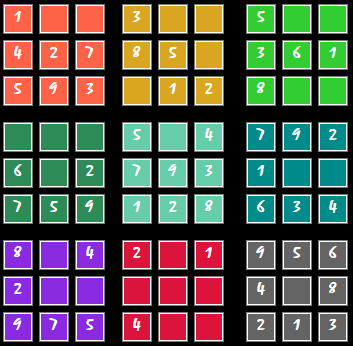 1 3 5
4 2 7 8 5 3 6 1
5 9 3 1 2 8
5 4 7 9 2
6 2 7 9 3 1
7 5 9 1 2 8 6 3 4
8 4 2 1 9 5 6
2 4 8
9 7 5 4 2 1 3